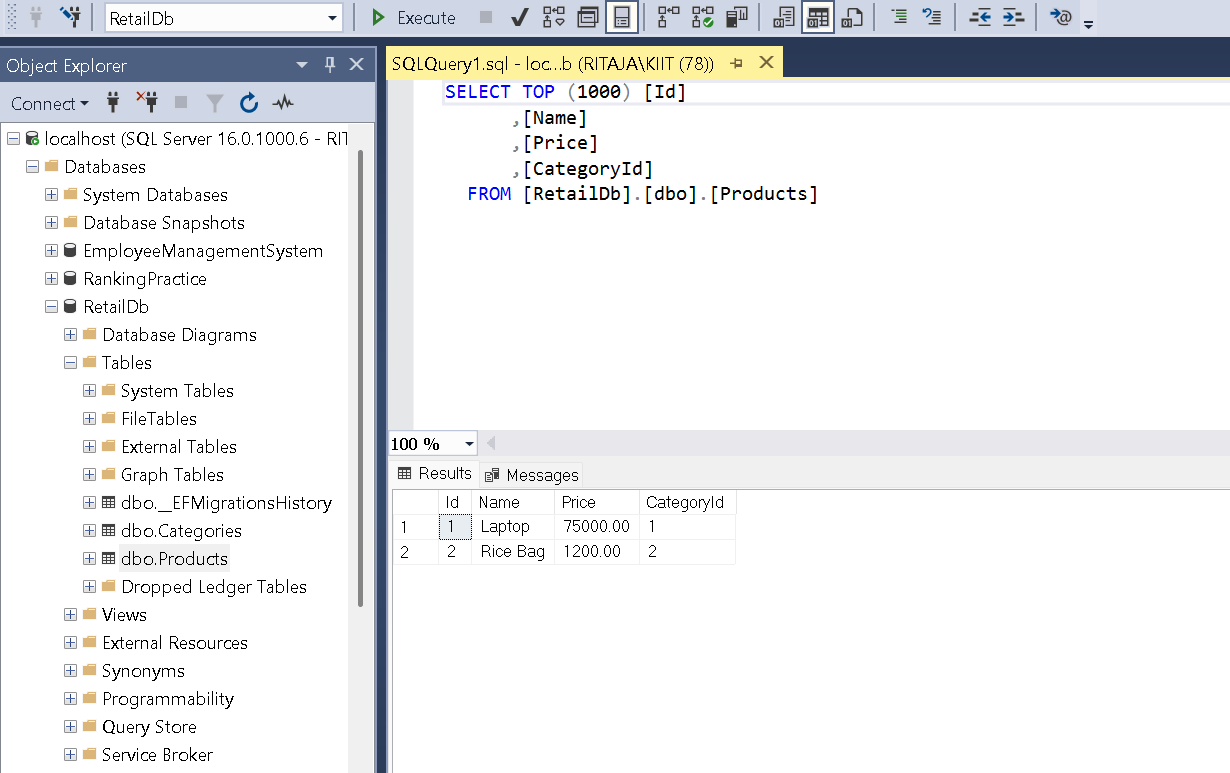 RetailDb
Execute
Object Explorer
Connect
localhost (SQL Server 16.0.1000.6 - RIT
Databases
System Databases
Database Snapshots
EmployeeManagementSystem
RankingPractice
RetailDb
Database Diagrams
Tables
System Tables
FileTables
External Tables
Graph Tables
dbo.__EFMigrationsHistory
dbo.Categories
dbo.Products
Dropped Ledger Tables
Views
External Resources
Synonyms
Programmability
Query Store
Service Broker
SQLQuery1.sql - loc...b (RITAJA\KIIT (78))
SELECT TOP (1000) [Id]
,[Name]
,[Price]
,[CategoryId]
FROM [RetailDb].[dbo].[Products]
100 %
Results Messages
Id Name Price CategoryId
1 1 Laptop 75000.00 1
2 2 Rice Bag 1200.00 2